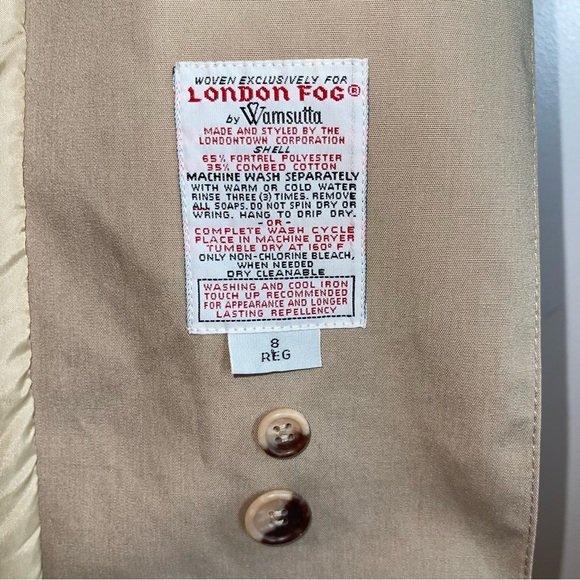 WOVEN EXCLUSIVELY FOR
LONDON FOG®
by Wamsutta
MADE AND STYLED BY THE
LONDONTOWN CORPORATION
SHELL
65% FORTREL POLYESTER
35% COMBED COTTON
MACHINE WASH SEPARATELY
WITH WARM OR COLD WATER
RINSE THREE (3) TIMES. REMOVE
ALL SOAPS. DO NOT SPIN DRY OR
WRING. HANG TO DRIP DRY.
-OR-
COMPLETE WASH CYCLE
PLACE IN MACHINE DRYER
TUMBLE DRY AT 160° F
ONLY NON-CHLORINE BLEACH,
WHEN NEEDED
DRY CLEANABLE
WASHING AND COOL IRON
TOUCH UP RECOMMENDED
FOR APPEARANCE AND LONGER
LASTING REPELLENCY
8
REG